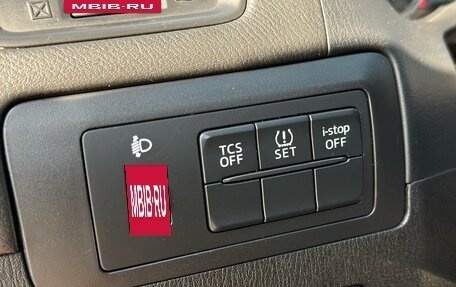 MBIB·RU
TCS OFF
SET
i-stop OFF
MBIB·RU